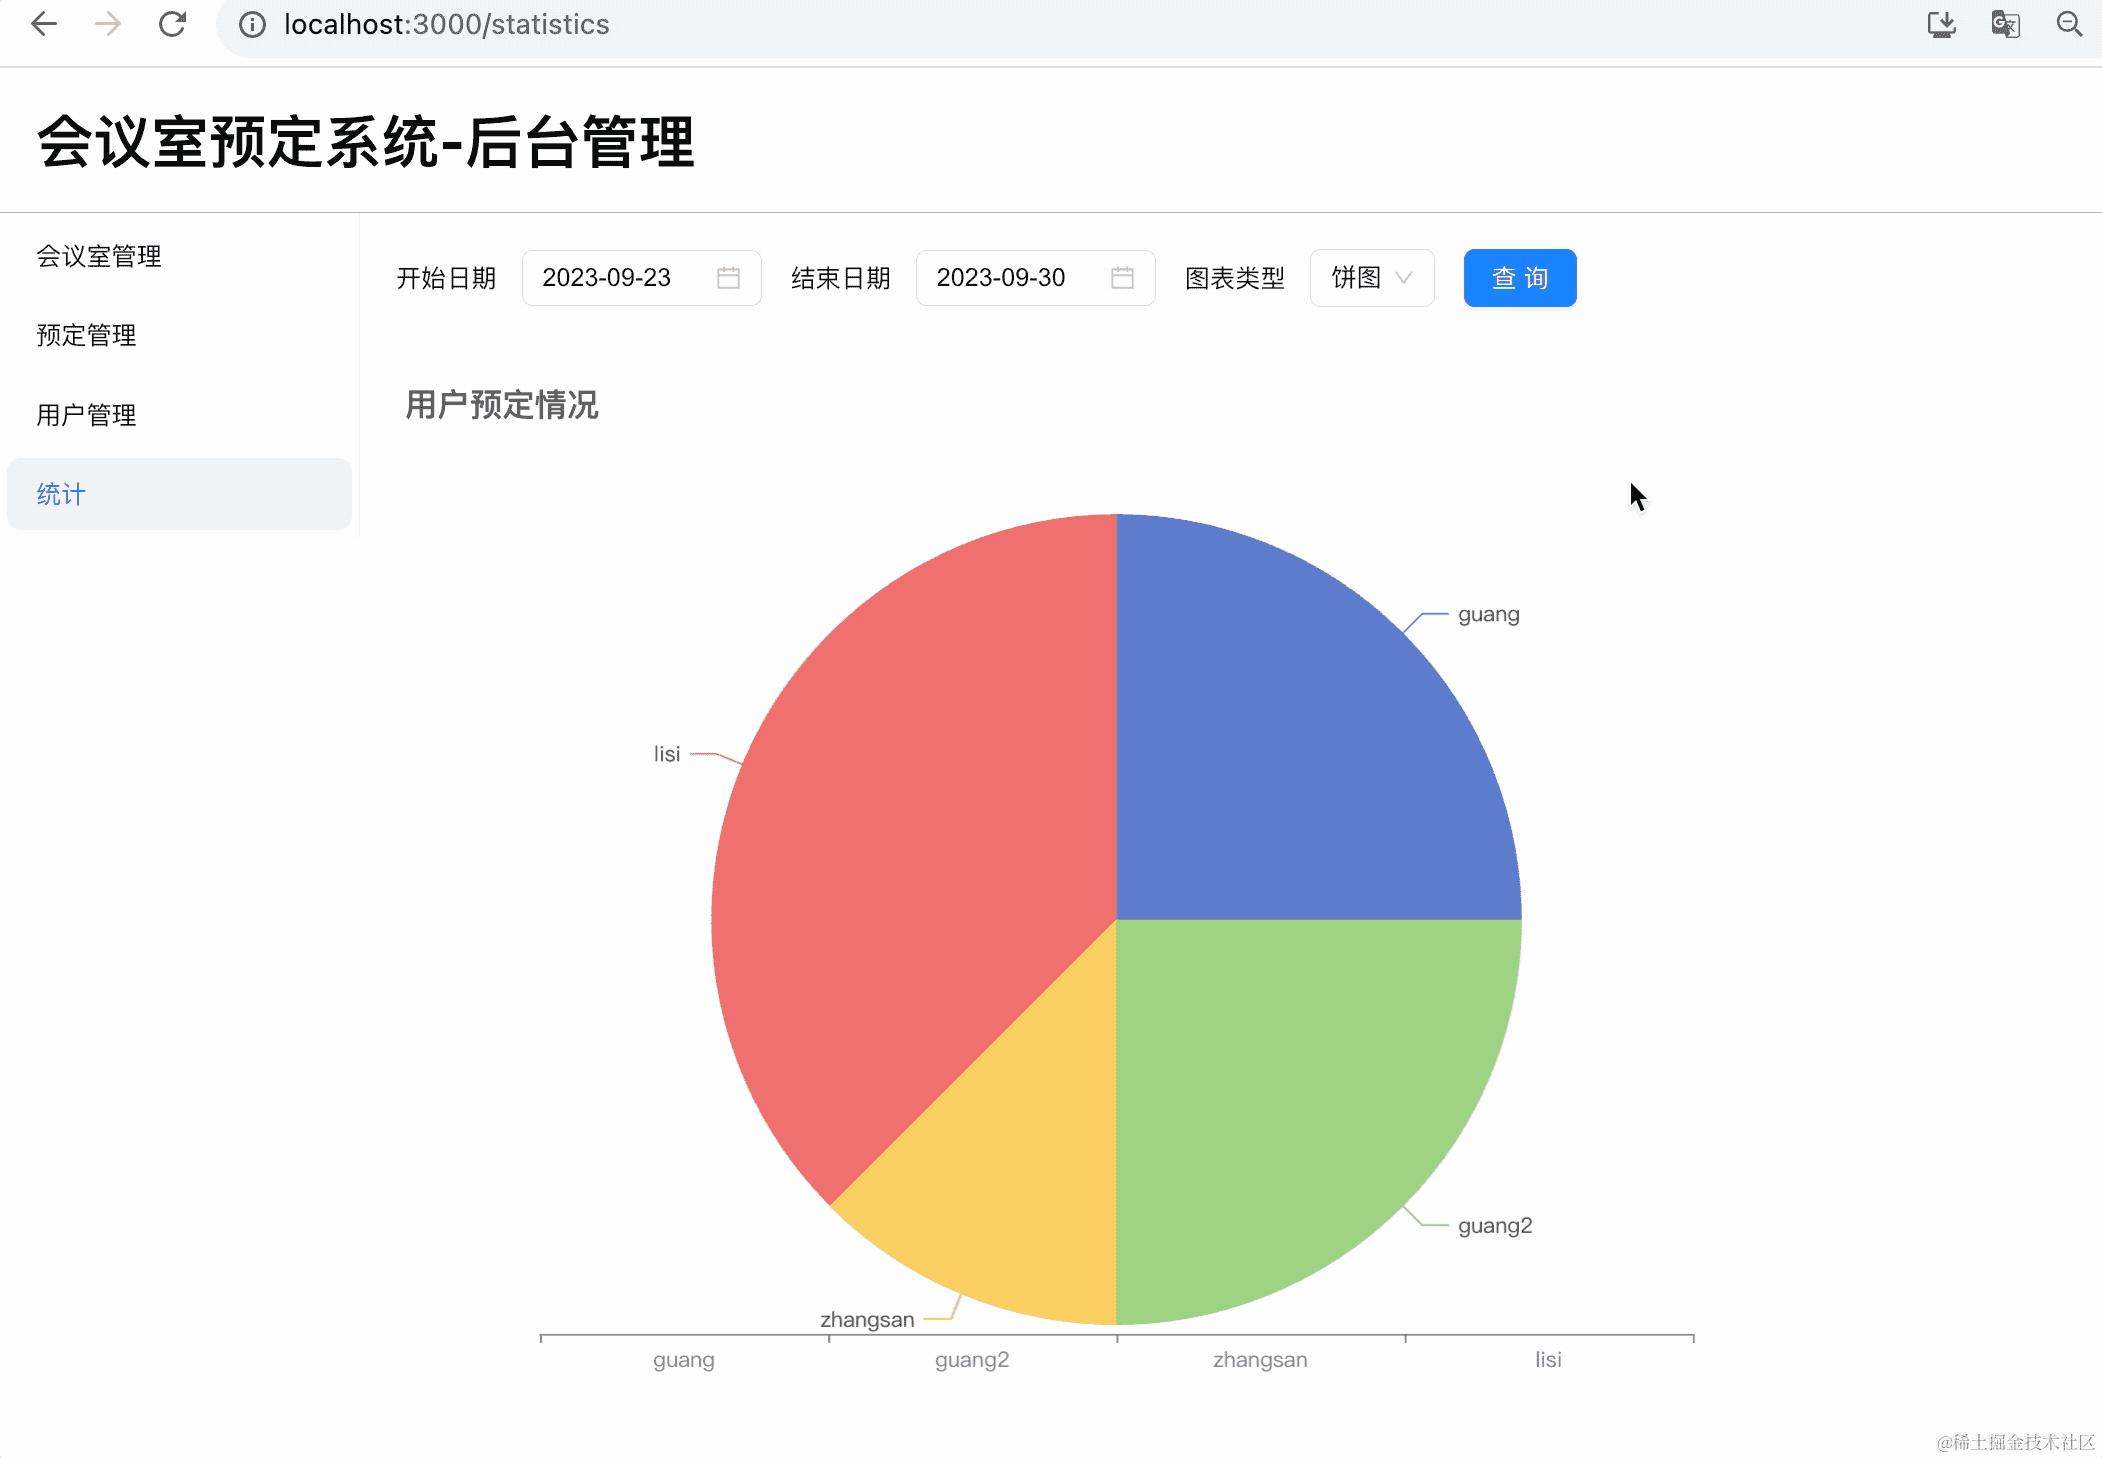 localhost:3000/statistics
会议室预定系统-后台管理
会议室管理
预定管理
用户管理
统计
开始日期 2023-09-23 结束日期 2023-09-30 图表类型 饼图 查 询
用户预定情况
guang
lisi
guang2
zhangsan
guang guang2 zhangsan lisi
@稀土掘金技术社区